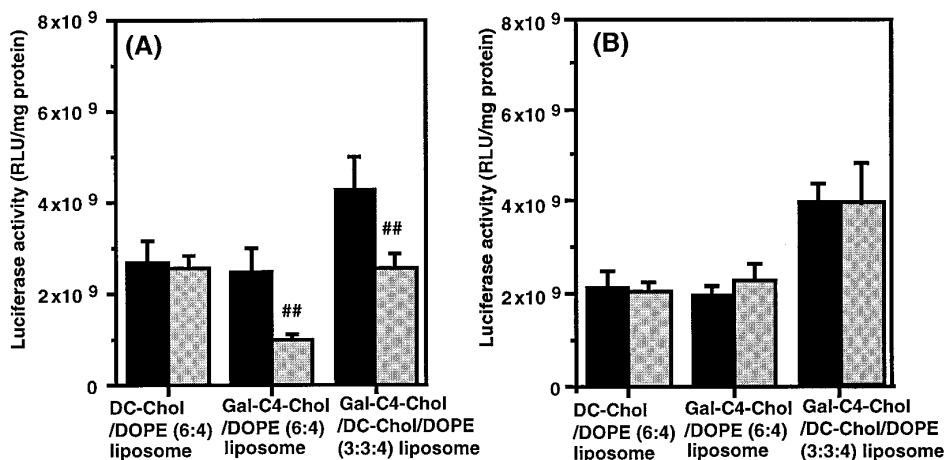 (A)
Luciferase activity (RLU/mg protein)
8x10 9
6x10 9
4x10 9
2x10 9
0
##
##
DC-Chol
/DOPE (6:4)
liposome
Gal-C4-Chol
/DOPE (6:4)
liposome
Gal-C4-Chol
/DC-Chol/DOPE
(3:3:4) liposome
(B)
Luciferase activity (RLU/mg protein)
8x10 9
6x10 9
4x10 9
2x10 9
0
DC-Chol
/DOPE (6:4)
liposome
Gal-C4-Chol
/DOPE (6:4)
liposome
Gal-C4-Chol
/DC-Chol/DOPE
(3:3:4) liposome